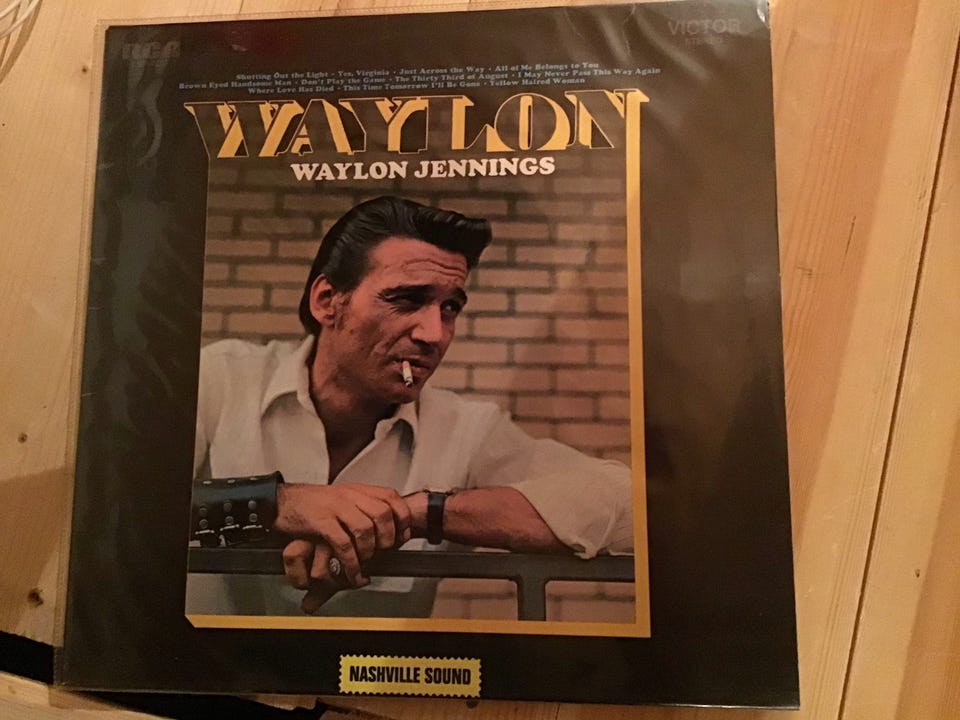 RCA VICTOR
STEREO
Shutting Out the Light · Yes, Virginia · Just Across the Way · All of Me Belongs to You
Brown Eyed Handsome Man · Don't Play the Game · The Thirty Third of August · I May Never Pass This Way Again
Where Love Has Died · This Time Tomorrow I'll Be Gone · Yellow Haired Woman
WAYLON
WAYLON JENNINGS
NASHVILLE SOUND